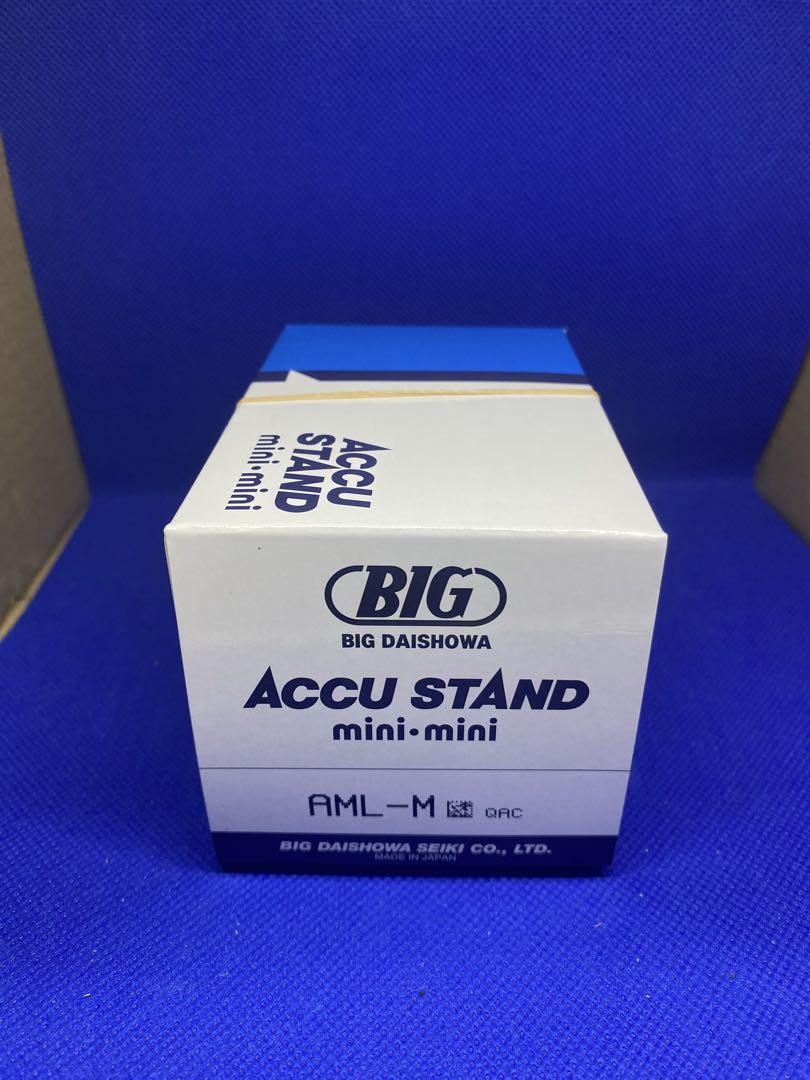 ACCU
STAND
mini•mini
BIG
BIG DAISHOWA
ACCU STAND
mini•mini
AML-M QAC
BIG DAISHOWA SEIKI CO., LTD.
MADE IN JAPAN